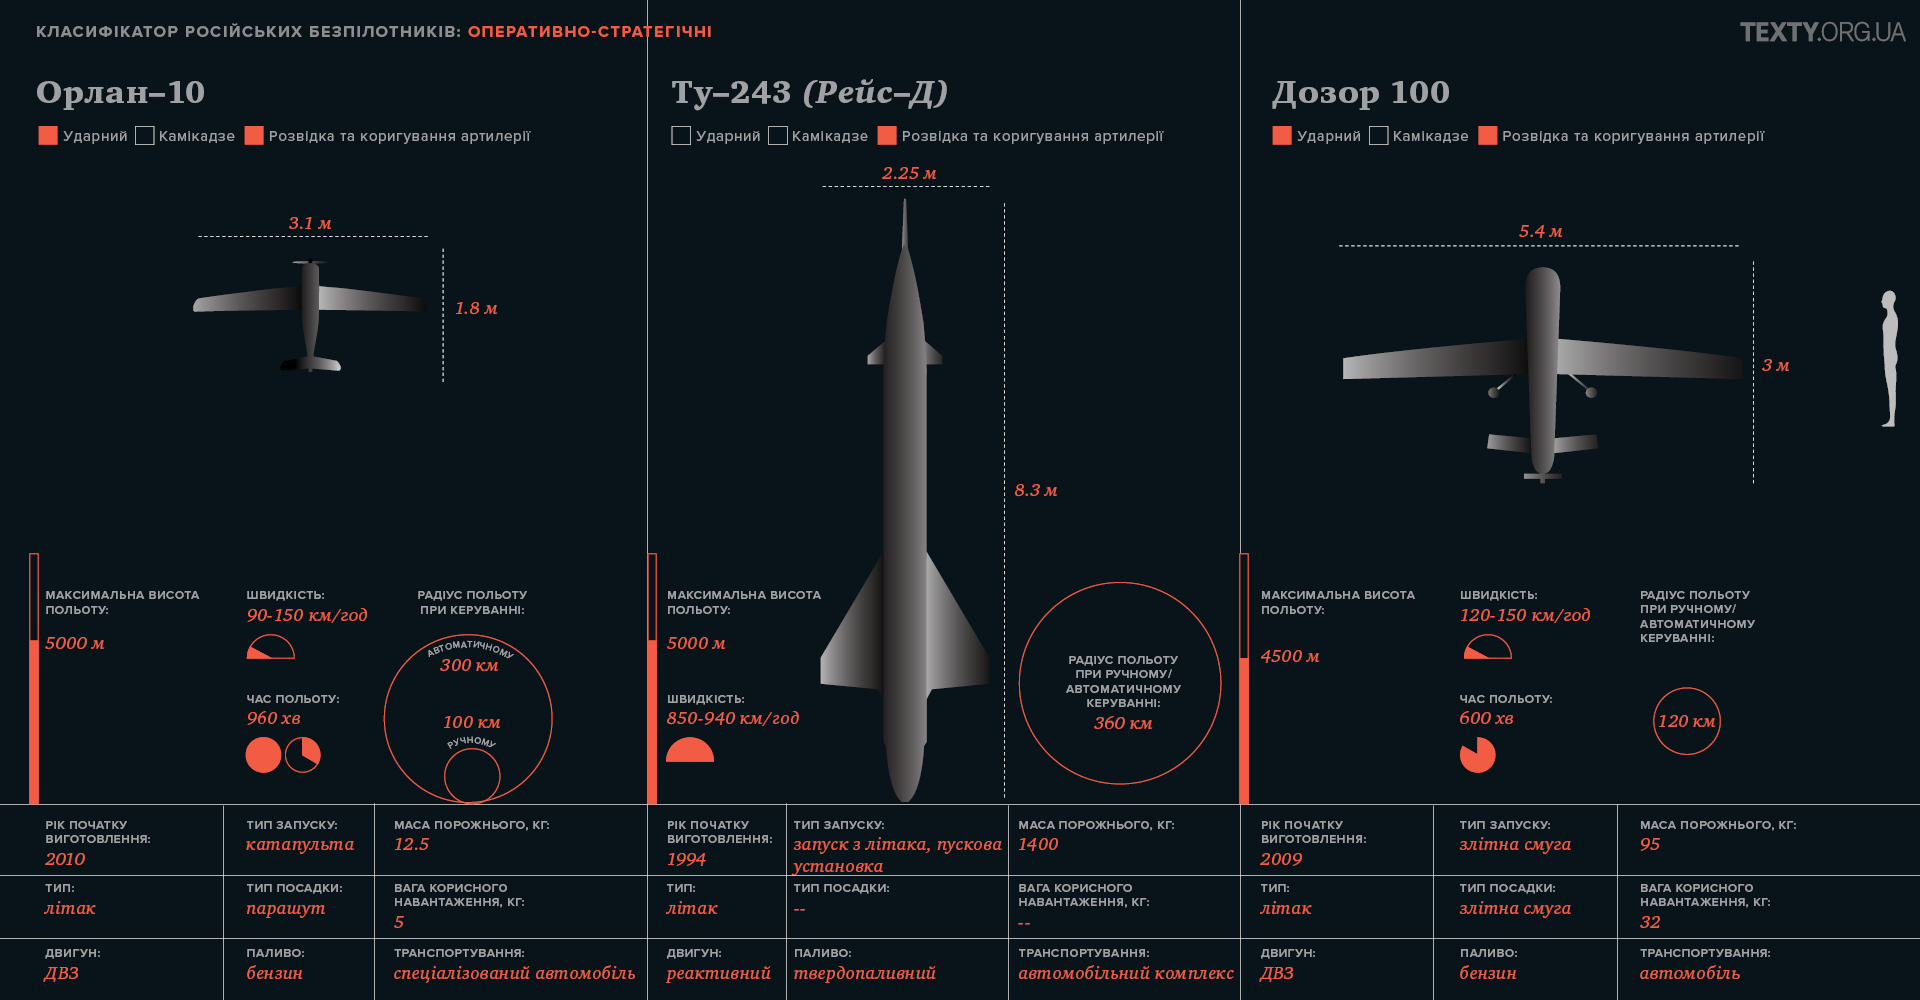 КЛАСИФІКАТОР РОСІЙСЬКИХ БЕЗПІЛОТНИКІВ: ОПЕРАТИВНО-СТРАТЕГІЧНІ
TEXTY.ORG.UA
Орлан–10
Ударний Камікадзе Розвідка та коригування артилерії
3.1 м
1.8 м
МАКСИМАЛЬНА ВИСОТА
ПОЛЬОТУ:
5000 м
ШВИДКІСТЬ:
90-150 км/год
ЧАС ПОЛЬОТУ:
960 хв
РАДІУС ПОЛЬОТУ
ПРИ КЕРУВАННІ:
АВТОМАТИЧНОМУ
300 км
100 км
РУЧНОМУ
РІК ПОЧАТКУ
ВИГОТОВЛЕННЯ:
2010
ТИП ЗАПУСКУ:
катапульта
МАСА ПОРОЖНЬОГО, КГ:
12.5
ТИП:
літак
ТИП ПОСАДКИ:
парашут
ВАГА КОРИСНОГО
НАВАНТАЖЕННЯ, КГ:
5
ДВИГУН:
ДВЗ
ПАЛИВО:
бензин
ТРАНСПОРТУВАННЯ:
спеціалізований автомобіль
Ту–243 (Рейс–Д)
Ударний Камікадзе Розвідка та коригування артилерії
2.25 м
8.3 м
МАКСИМАЛЬНА ВИСОТА
ПОЛЬОТУ:
5000 м
ШВИДКІСТЬ:
850-940 км/год
РАДІУС ПОЛЬОТУ
ПРИ РУЧНОМУ/
АВТОМАТИЧНОМУ
КЕРУВАННІ:
360 км
РІК ПОЧАТКУ
ВИГОТОВЛЕННЯ:
1994
ТИП ЗАПУСКУ:
запуск з літака, пускова
установка
МАСА ПОРОЖНЬОГО, КГ:
1400
ТИП:
літак
ТИП ПОСАДКИ:
--
ВАГА КОРИСНОГО
НАВАНТАЖЕННЯ, КГ:
--
ДВИГУН:
реактивний
ПАЛИВО:
твердопаливний
ТРАНСПОРТУВАННЯ:
автомобільний комплекс
Дозор 100
Ударний Камікадзе Розвідка та коригування артилерії
5.4 м
3 м
МАКСИМАЛЬНА ВИСОТА
ПОЛЬОТУ:
4500 м
ШВИДКІСТЬ:
120-150 км/год
ЧАС ПОЛЬОТУ:
600 хв
РАДІУС ПОЛЬОТУ
ПРИ РУЧНОМУ/
АВТОМАТИЧНОМУ
КЕРУВАННІ:
120 км
РІК ПОЧАТКУ
ВИГОТОВЛЕННЯ:
2009
ТИП ЗАПУСКУ:
злітна смуга
МАСА ПОРОЖНЬОГО, КГ:
95
ТИП:
літак
ТИП ПОСАДКИ:
злітна смуга
ВАГА КОРИСНОГО
НАВАНТАЖЕННЯ, КГ:
32
ДВИГУН:
ДВЗ
ПАЛИВО:
бензин
ТРАНСПОРТУВАННЯ:
автомобіль